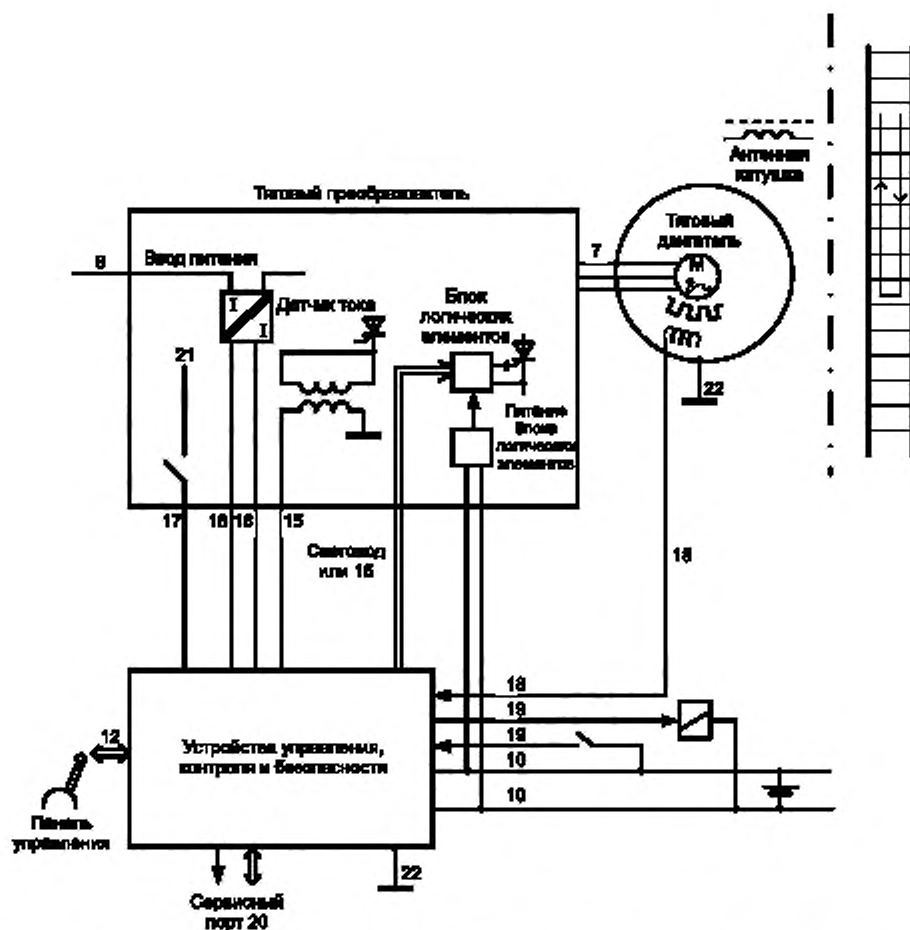 Антенная
катушка
Тяговый преобразователь
Тяговый
двигатель
M
7
8
Ввод питания
I
I
Датчик тока
Блок
логических
элементов
21
22
Питание
блока
логических
элементов
17
16
16
15
Световод
или 15
18
18
19
19
10
10
12
Устройства управления,
контроля и безопасности
Панель
управления
22
Сервисный
порт 20